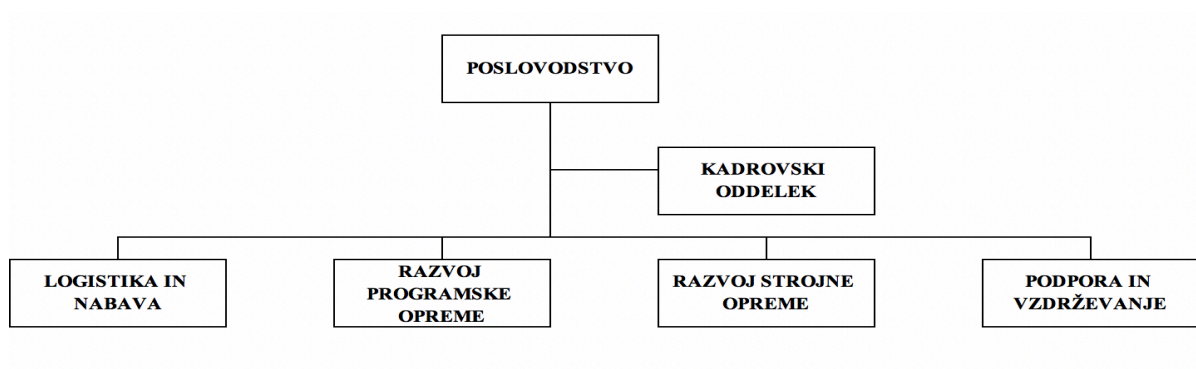 POSLOVODSTVO
KADROVSKI
ODDELEK
LOGISTIKA IN
NABAVA
RAZVOJ
PROGRAMSKE
OPREME
RAZVOJ STROJNE
OPREME
PODPORA IN
VZDRŽEVANJE